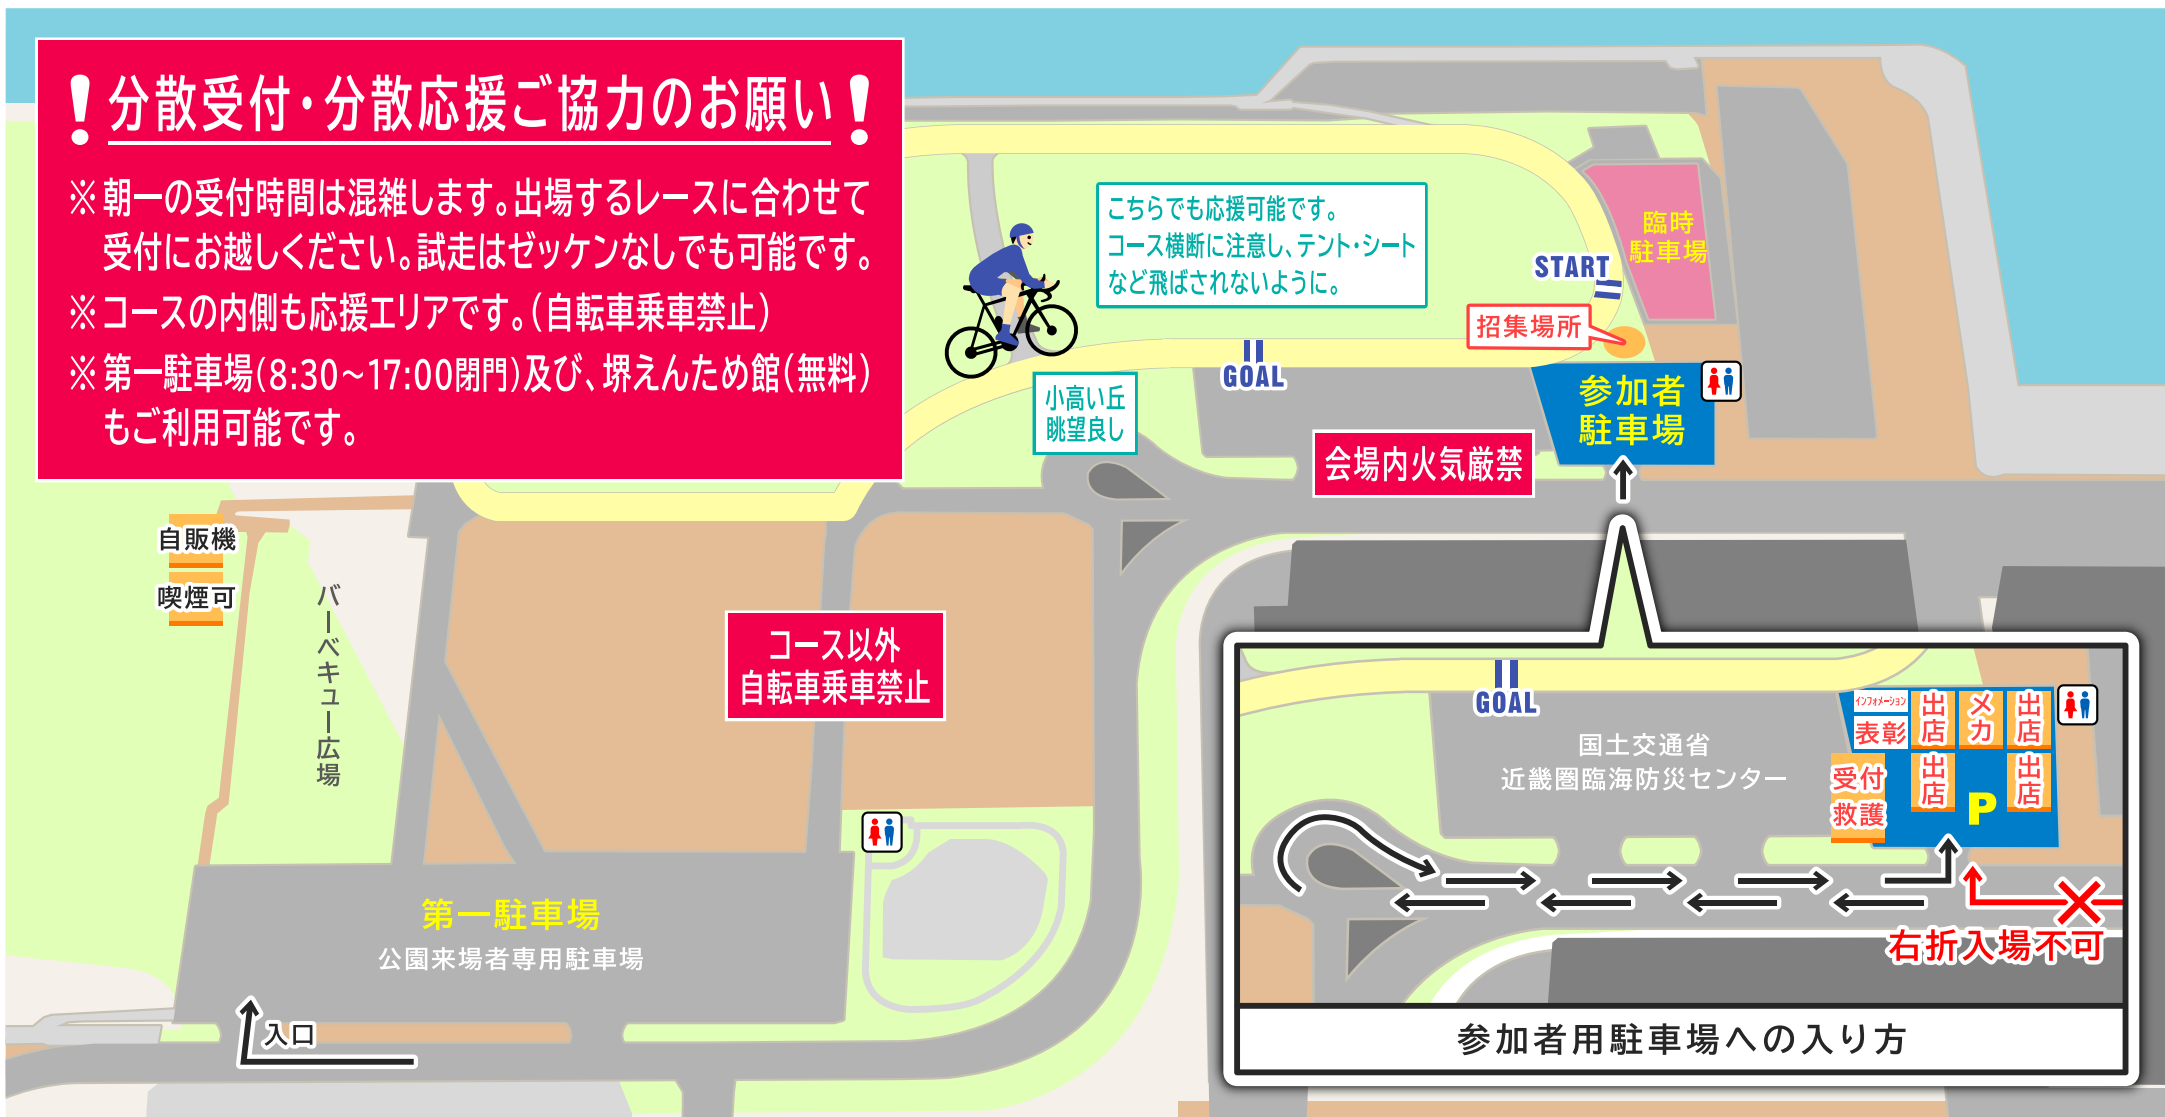 ！分散受付・分散応援ご協力のお願い！
※朝一の受付時間は混雑します。出場するレースに合わせて
受付にお越しください。試走はゼッケンなしでも可能です。
※コースの内側も応援エリアです。（自転車乗車禁止）
※第一駐車場（8:30～17:00閉門）及び、堺えんため館（無料）
もご利用可能です。
こちらでも応援可能です。
コース横断に注意し、テント・シート
など飛ばされないように。
臨時
駐車場
START
招集場所
GOAL
小高い丘
眺望良し
参加者
駐車場
会場内火気厳禁
自販機
喫煙可
バーベキュー広場
コース以外
自転車乗車禁止
第一駐車場
公園来場者専用駐車場
入口
GOAL
国土交通省
近畿圏臨海防災センター
インフォメーション
表彰
出店
メカ
出店
受付
救護
出店
P
出店
右折入場不可
参加者用駐車場への入り方